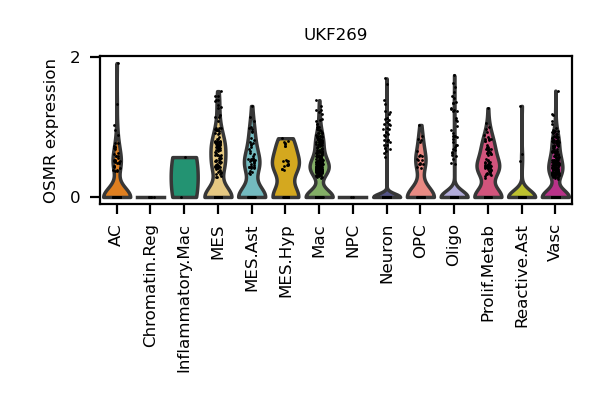 UKF269
OSMR expression
2
0
AC
Chromatin.Reg
Inflammatory.Mac
MES
MES.Ast
MES.Hyp
Mac
NPC
Neuron
OPC
Oligo
Prolif.Metab
Reactive.Ast
Vasc